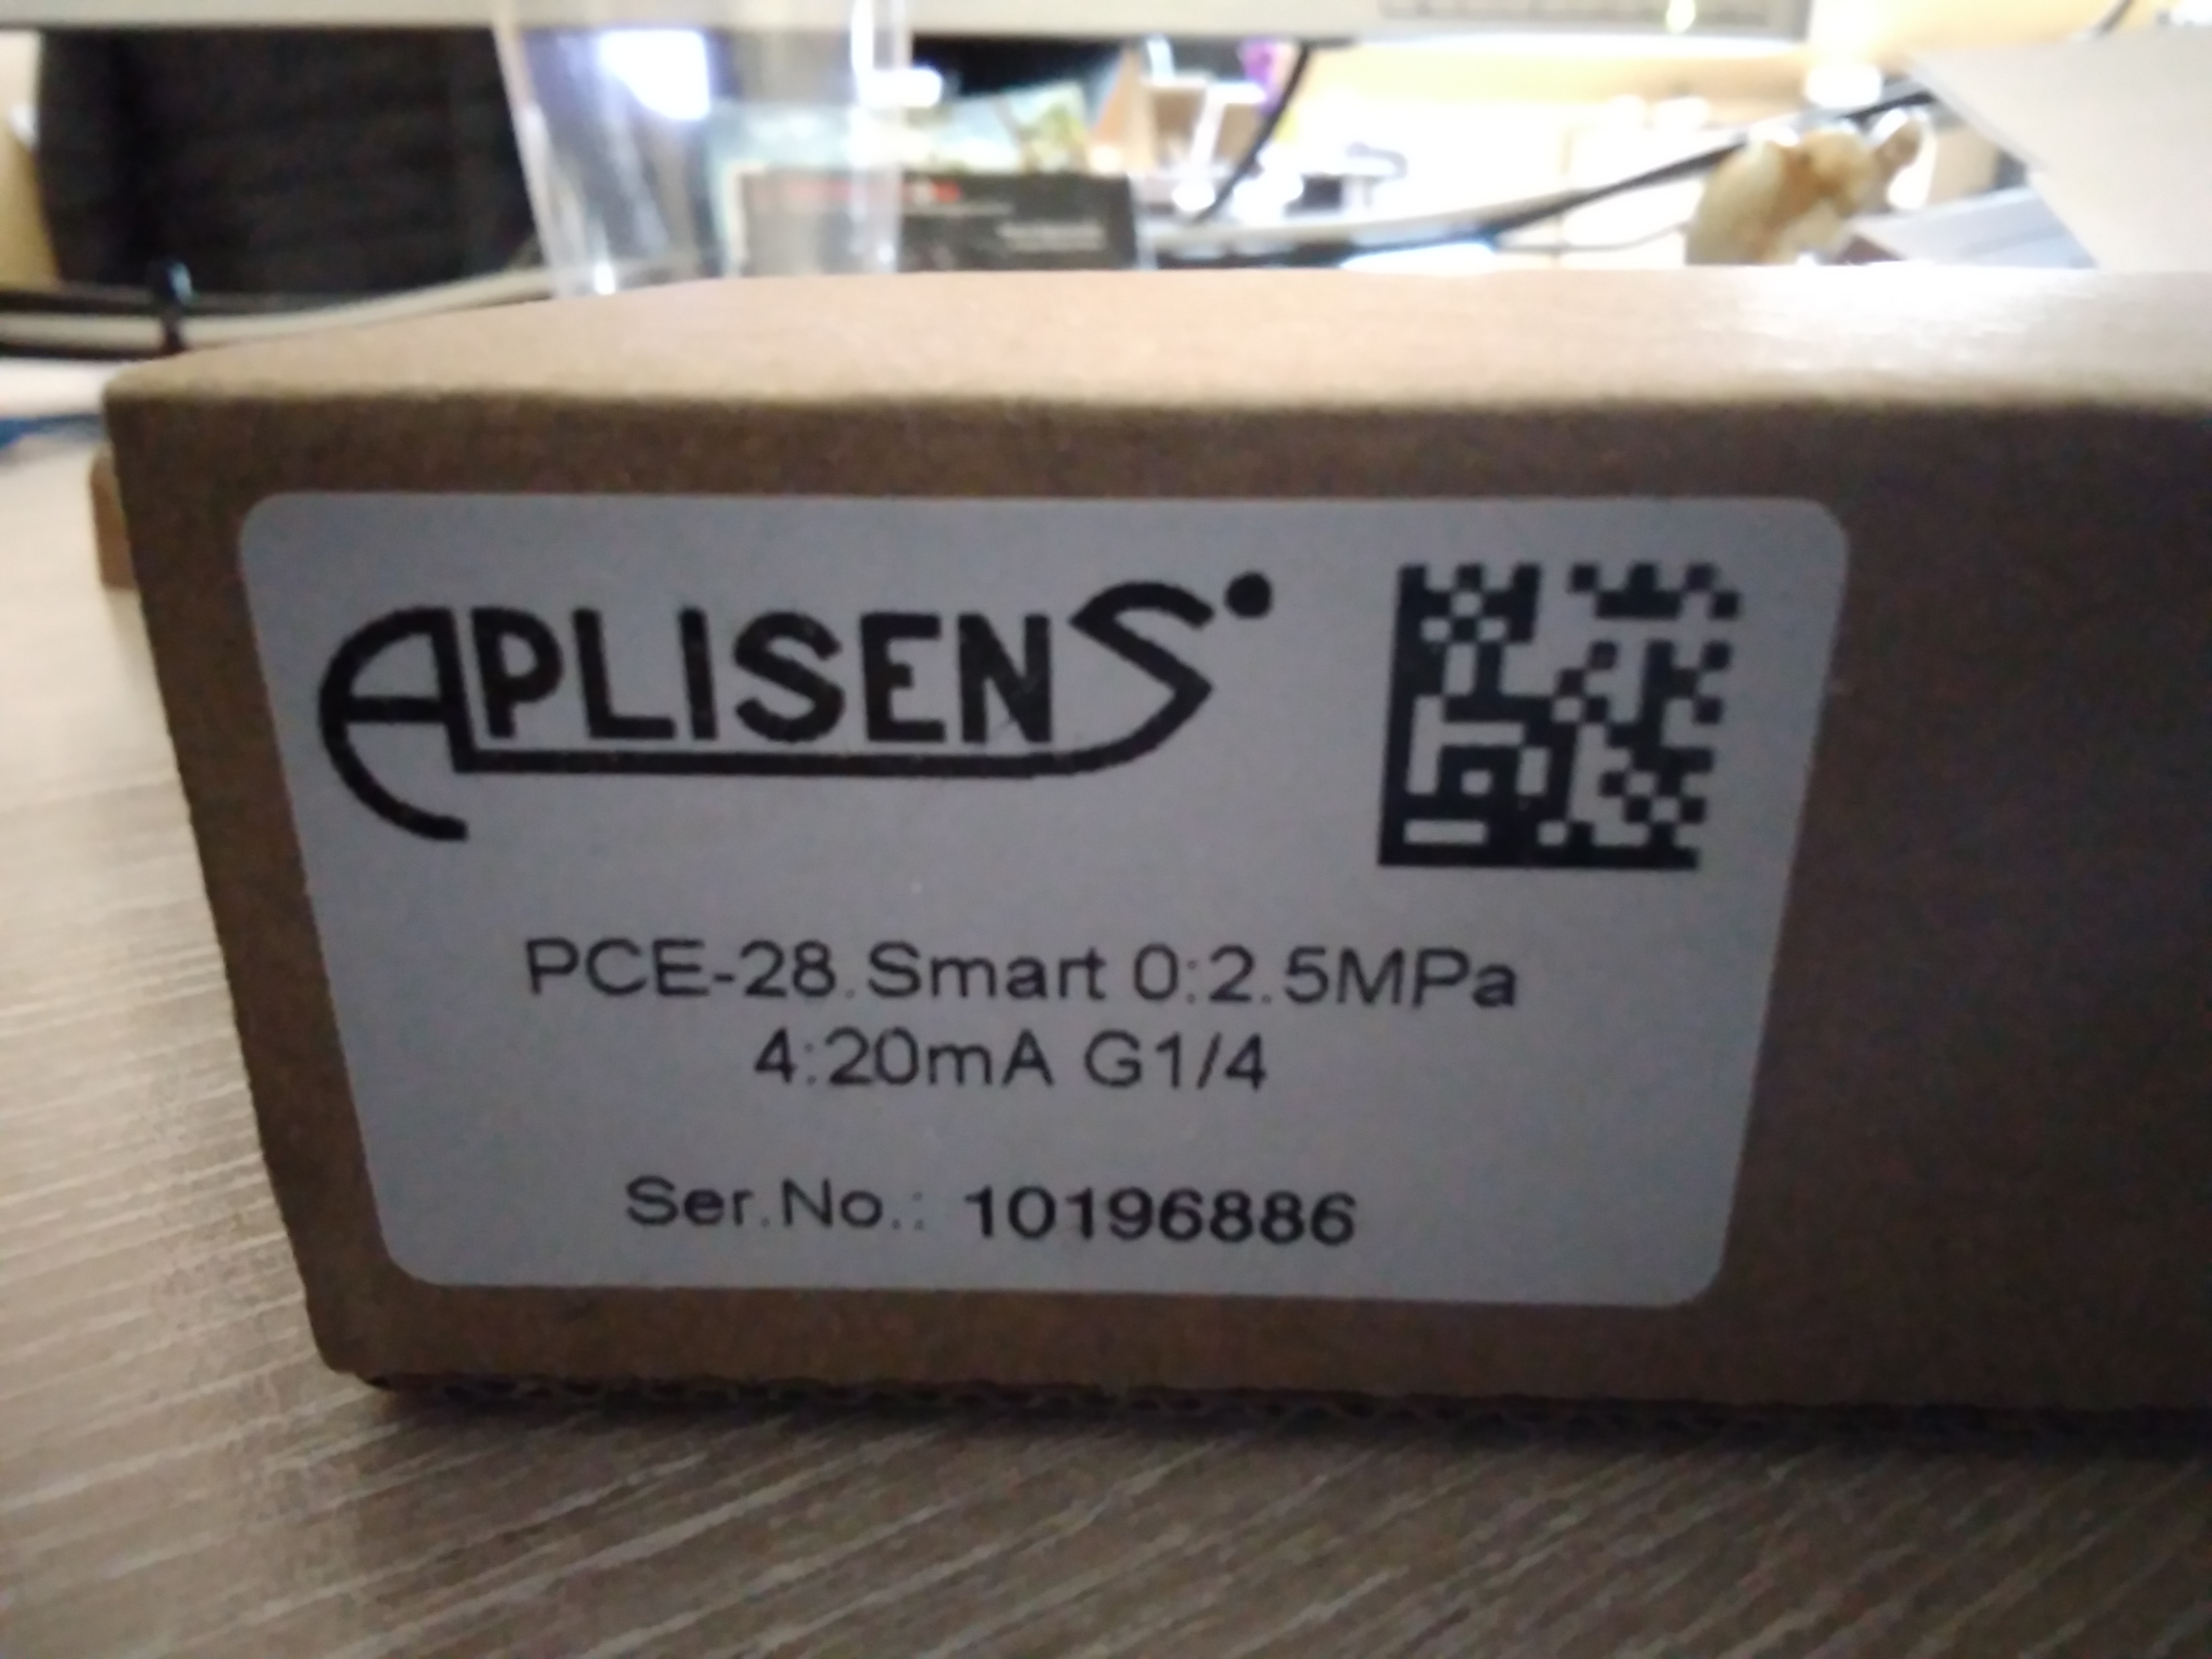 APLISENS
PCE-28.Smart 0:2.5MPa
4:20mA G1/4
Ser.No.: 10196886